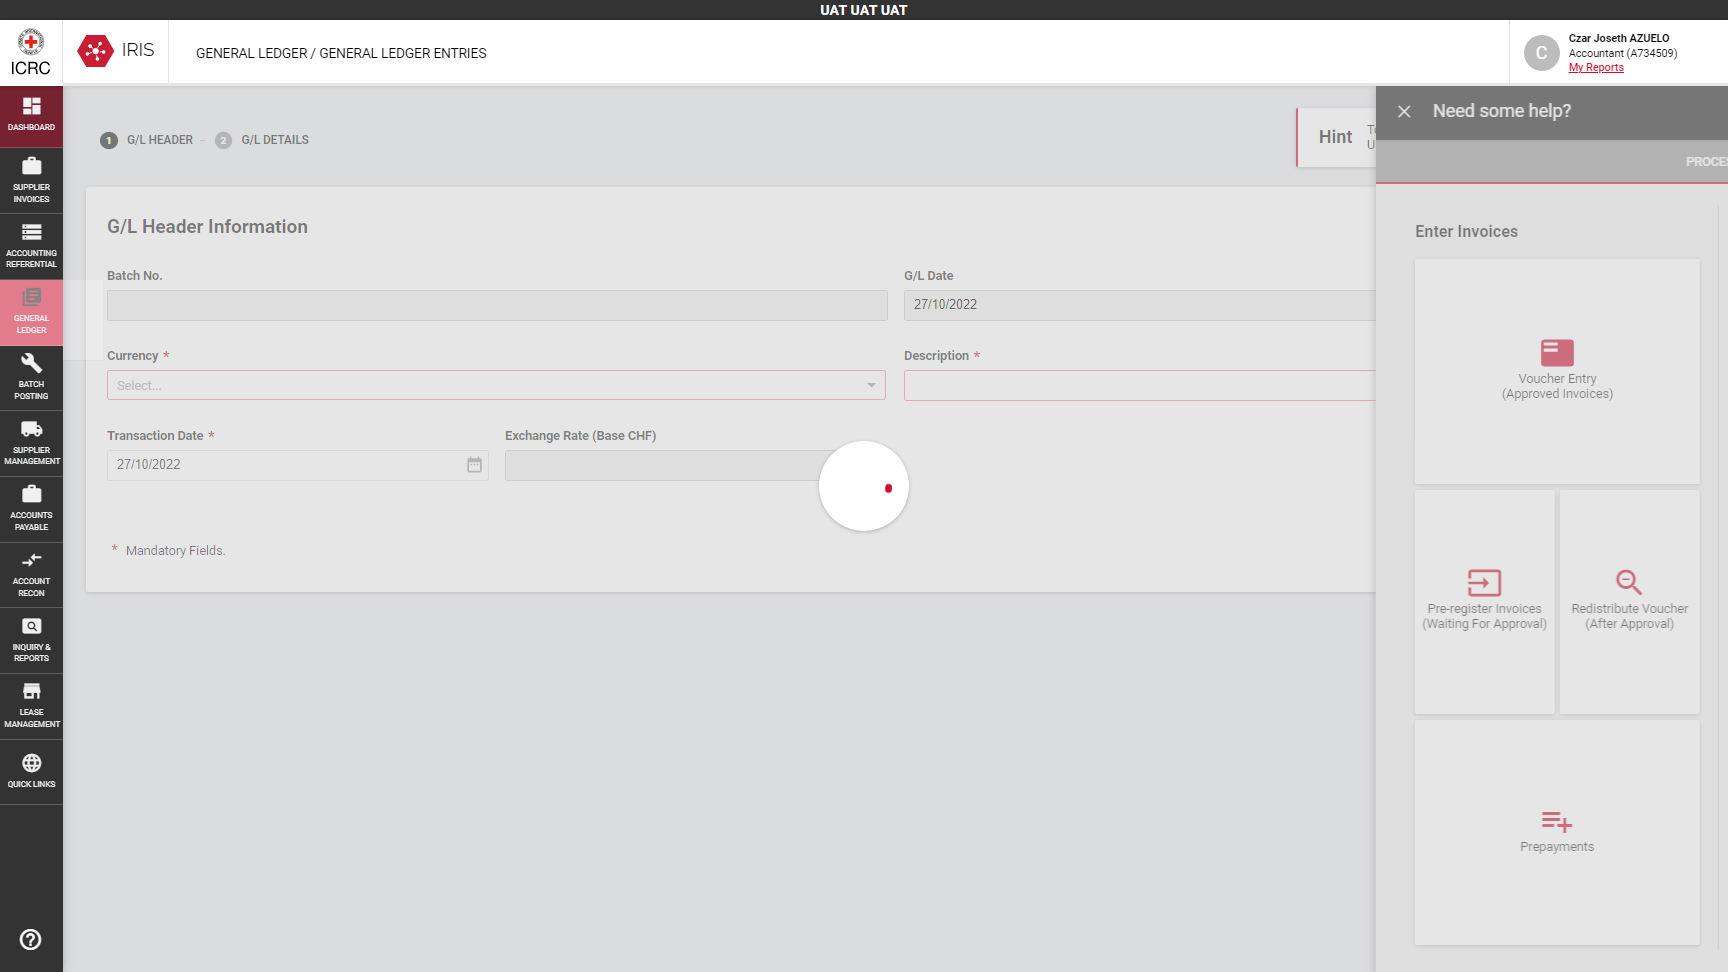 UAT UAT UAT
ICRC
IRIS
GENERAL LEDGER / GENERAL LEDGER ENTRIES
C
Czar Joseth AZUELO
Accountant (A734509)
My Reports
DASHBOARD
SUPPLIER
INVOICES
ACCOUNTING
REFERENTIAL
GENERAL
LEDGER
BATCH
POSTING
SUPPLIER
MANAGEMENT
ACCOUNTS
PAYABLE
ACCOUNT
RECON
INQUIRY &
REPORTS
LEASE
MANAGEMENT
QUICK LINKS
1 G/L HEADER – 2 G/L DETAILS
Hint
G/L Header Information
Batch No.
G/L Date
27/10/2022
Currency *
Select...
Description *
Transaction Date *
27/10/2022
Exchange Rate (Base CHF)
* Mandatory Fields.
Need some help?
PROCES
Enter Invoices
Voucher Entry
(Approved Invoices)
Pre-register Invoices
(Waiting For Approval)
Redistribute Voucher
(After Approval)
Prepayments